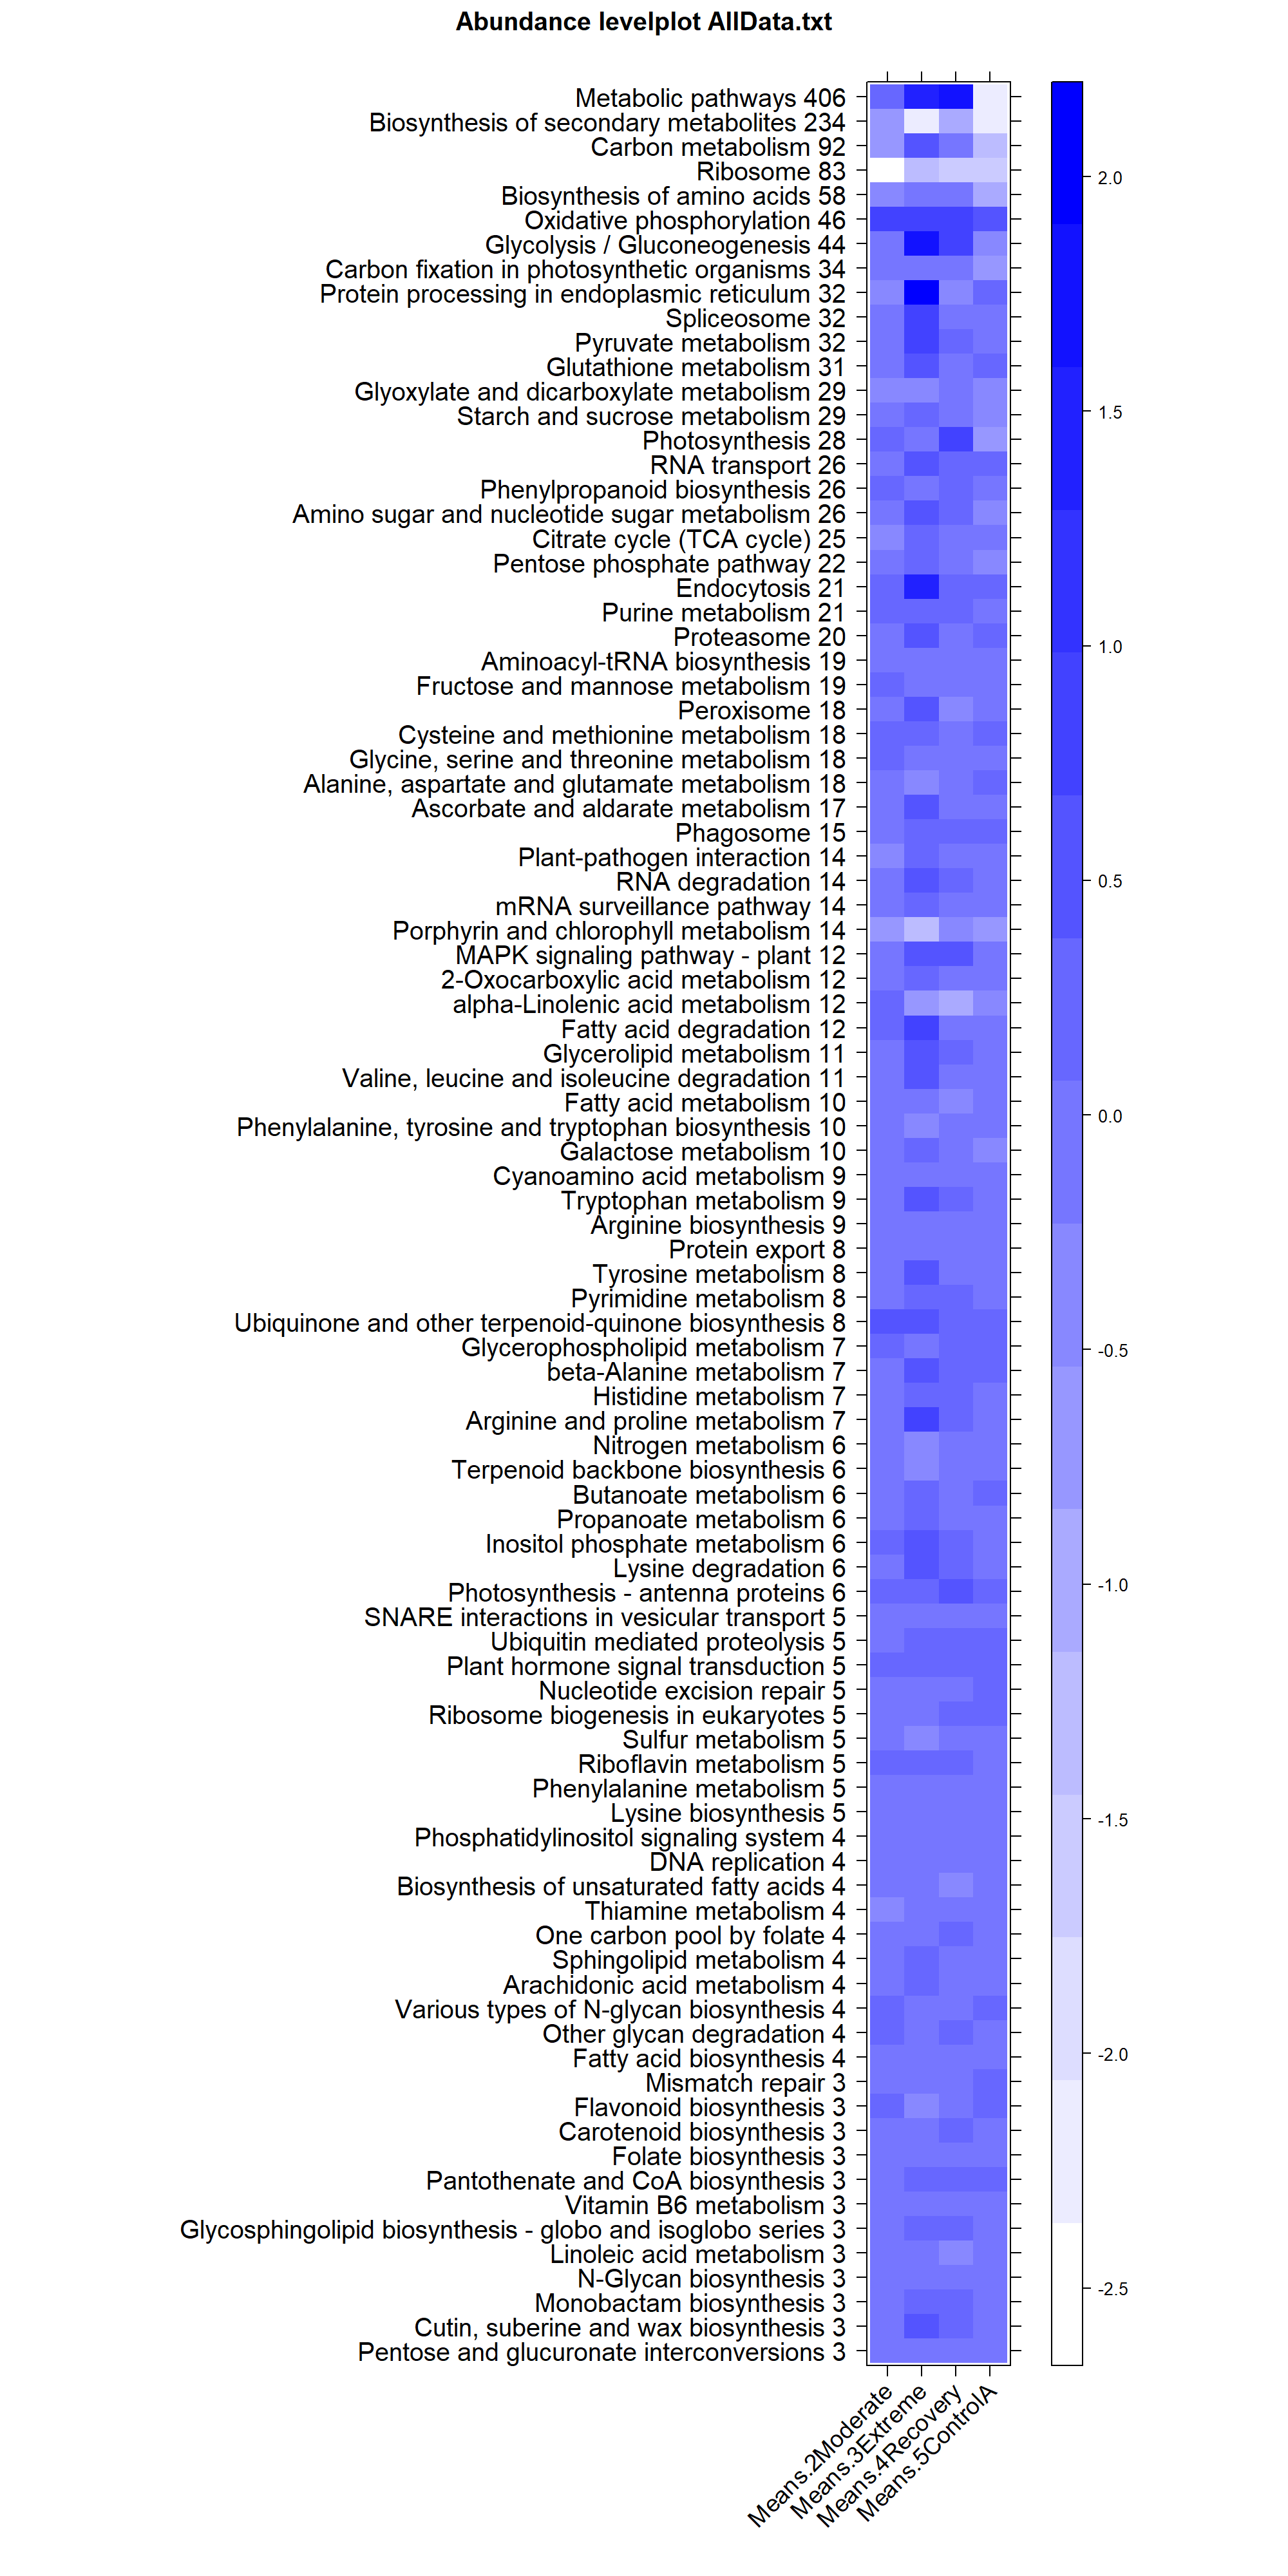 Abundance levelplot AllData.txt
Metabolic pathways 406
Biosynthesis of secondary metabolites 234
Carbon metabolism 92
Ribosome 83
Biosynthesis of amino acids 58
Oxidative phosphorylation 46
Glycolysis / Gluconeogenesis 44
Carbon fixation in photosynthetic organisms 34
Protein processing in endoplasmic reticulum 32
Spliceosome 32
Pyruvate metabolism 32
Glutathione metabolism 31
Glyoxylate and dicarboxylate metabolism 29
Starch and sucrose metabolism 29
Photosynthesis 28
RNA transport 26
Phenylpropanoid biosynthesis 26
Amino sugar and nucleotide sugar metabolism 26
Citrate cycle (TCA cycle) 25
Pentose phosphate pathway 22
Endocytosis 21
Purine metabolism 21
Proteasome 20
Aminoacyl-tRNA biosynthesis 19
Fructose and mannose metabolism 19
Peroxisome 18
Cysteine and methionine metabolism 18
Glycine, serine and threonine metabolism 18
Alanine, aspartate and glutamate metabolism 18
Ascorbate and aldarate metabolism 17
Phagosome 15
Plant-pathogen interaction 14
RNA degradation 14
mRNA surveillance pathway 14
Porphyrin and chlorophyll metabolism 14
MAPK signaling pathway - plant 12
2-Oxocarboxylic acid metabolism 12
alpha-Linolenic acid metabolism 12
Fatty acid degradation 12
Glycerolipid metabolism 11
Valine, leucine and isoleucine degradation 11
Fatty acid metabolism 10
Phenylalanine, tyrosine and tryptophan biosynthesis 10
Galactose metabolism 10
Cyanoamino acid metabolism 9
Tryptophan metabolism 9
Arginine biosynthesis 9
Protein export 8
Tyrosine metabolism 8
Pyrimidine metabolism 8
Ubiquinone and other terpenoid-quinone biosynthesis 8
Glycerophospholipid metabolism 7
beta-Alanine metabolism 7
Histidine metabolism 7
Arginine and proline metabolism 7
Nitrogen metabolism 6
Terpenoid backbone biosynthesis 6
Butanoate metabolism 6
Propanoate metabolism 6
Inositol phosphate metabolism 6
Lysine degradation 6
Photosynthesis - antenna proteins 6
SNARE interactions in vesicular transport 5
Ubiquitin mediated proteolysis 5
Plant hormone signal transduction 5
Nucleotide excision repair 5
Ribosome biogenesis in eukaryotes 5
Sulfur metabolism 5
Riboflavin metabolism 5
Phenylalanine metabolism 5
Lysine biosynthesis 5
Phosphatidylinositol signaling system 4
DNA replication 4
Biosynthesis of unsaturated fatty acids 4
Thiamine metabolism 4
One carbon pool by folate 4
Sphingolipid metabolism 4
Arachidonic acid metabolism 4
Various types of N-glycan biosynthesis 4
Other glycan degradation 4
Fatty acid biosynthesis 4
Mismatch repair 3
Flavonoid biosynthesis 3
Carotenoid biosynthesis 3
Folate biosynthesis 3
Pantothenate and CoA biosynthesis 3
Vitamin B6 metabolism 3
Glycosphingolipid biosynthesis - globo and isoglobo series 3
Linoleic acid metabolism 3
N-Glycan biosynthesis 3
Monobactam biosynthesis 3
Cutin, suberine and wax biosynthesis 3
Pentose and glucuronate interconversions 3
Means.2Moderate
Means.3Extreme
Means.4Recovery
Means.5ControlA
2.0
1.5
1.0
0.5
0.0
-0.5
-1.0
-1.5
-2.0
-2.5